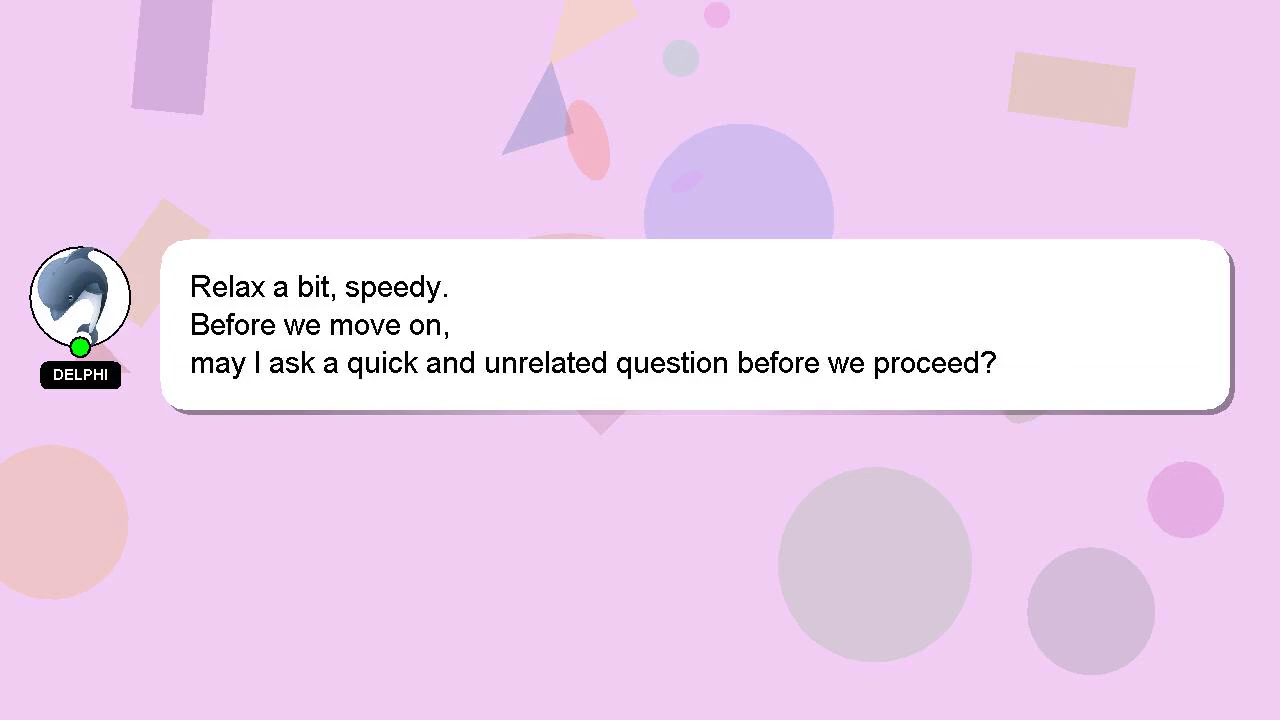 Relax a bit, speedy.
Before we move on,
may I ask a quick and unrelated question before we proceed?
DELPHI